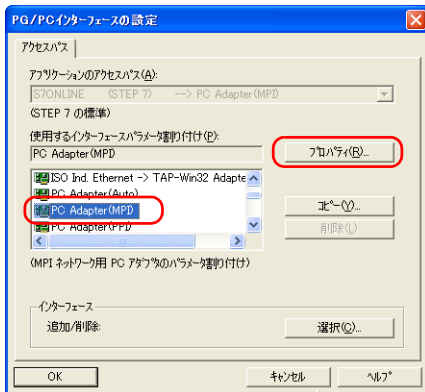 PG/PCインターフェースの設定
アクセスパス
アプリケーションのアクセスパス(A):
S7ONLINE (STEP 7) --> PC Adapter(MPI)
(STEP 7 の標準)
使用するインターフェースパラメータ割り付け(P):
PC Adapter(MPI)
プロパティ(R)...
ISO Ind. Ethernet -> TAP-Win32 Adapte
PC Adapter(Auto)
PC Adapter(MPI)
PC Adapter(PPI)
コピー(Y)...
削除(L)
(MPI ネットワーク用 PC アダプタのパラメータ割り付け)
インターフェース
追加/削除:
選択(C)...
OK
キャンセル
ヘルプ